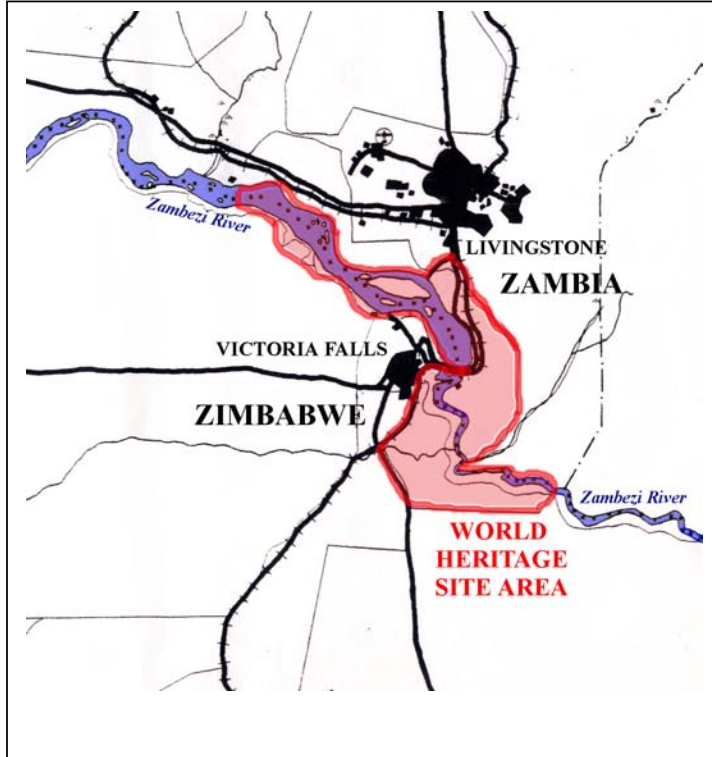 Zambezi River
LIVINGSTONE
ZAMBIA
VICTORIA FALLS
ZIMBABWE
Zambezi River
WORLD
HERITAGE
SITE AREA